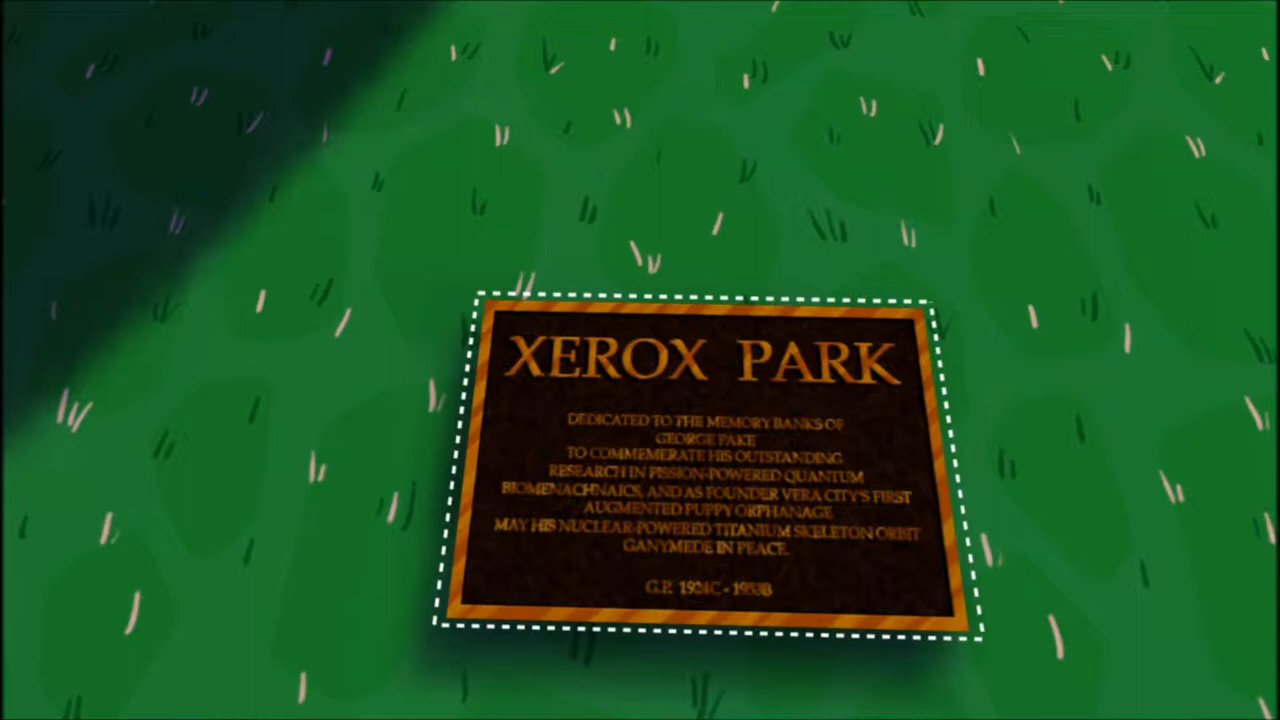 XEROX PARK
DEDICATED TO THE MEMORY BANKS OF
GEORGE PAKE
TO COMMEMERATE HIS OUTSTANDING
RESEARCH IN FISSION-POWERED QUANTUM
BIOMENACHNAICS, AND AS FOUNDER VERA CITY'S FIRST
AUGMENTED PUPPY ORPHANAGE
MAY HIS NUCLEAR-POWERED TITANIUM SKELETON ORBIT
GANYMEDE IN PEACE.
G.P. 1924C -